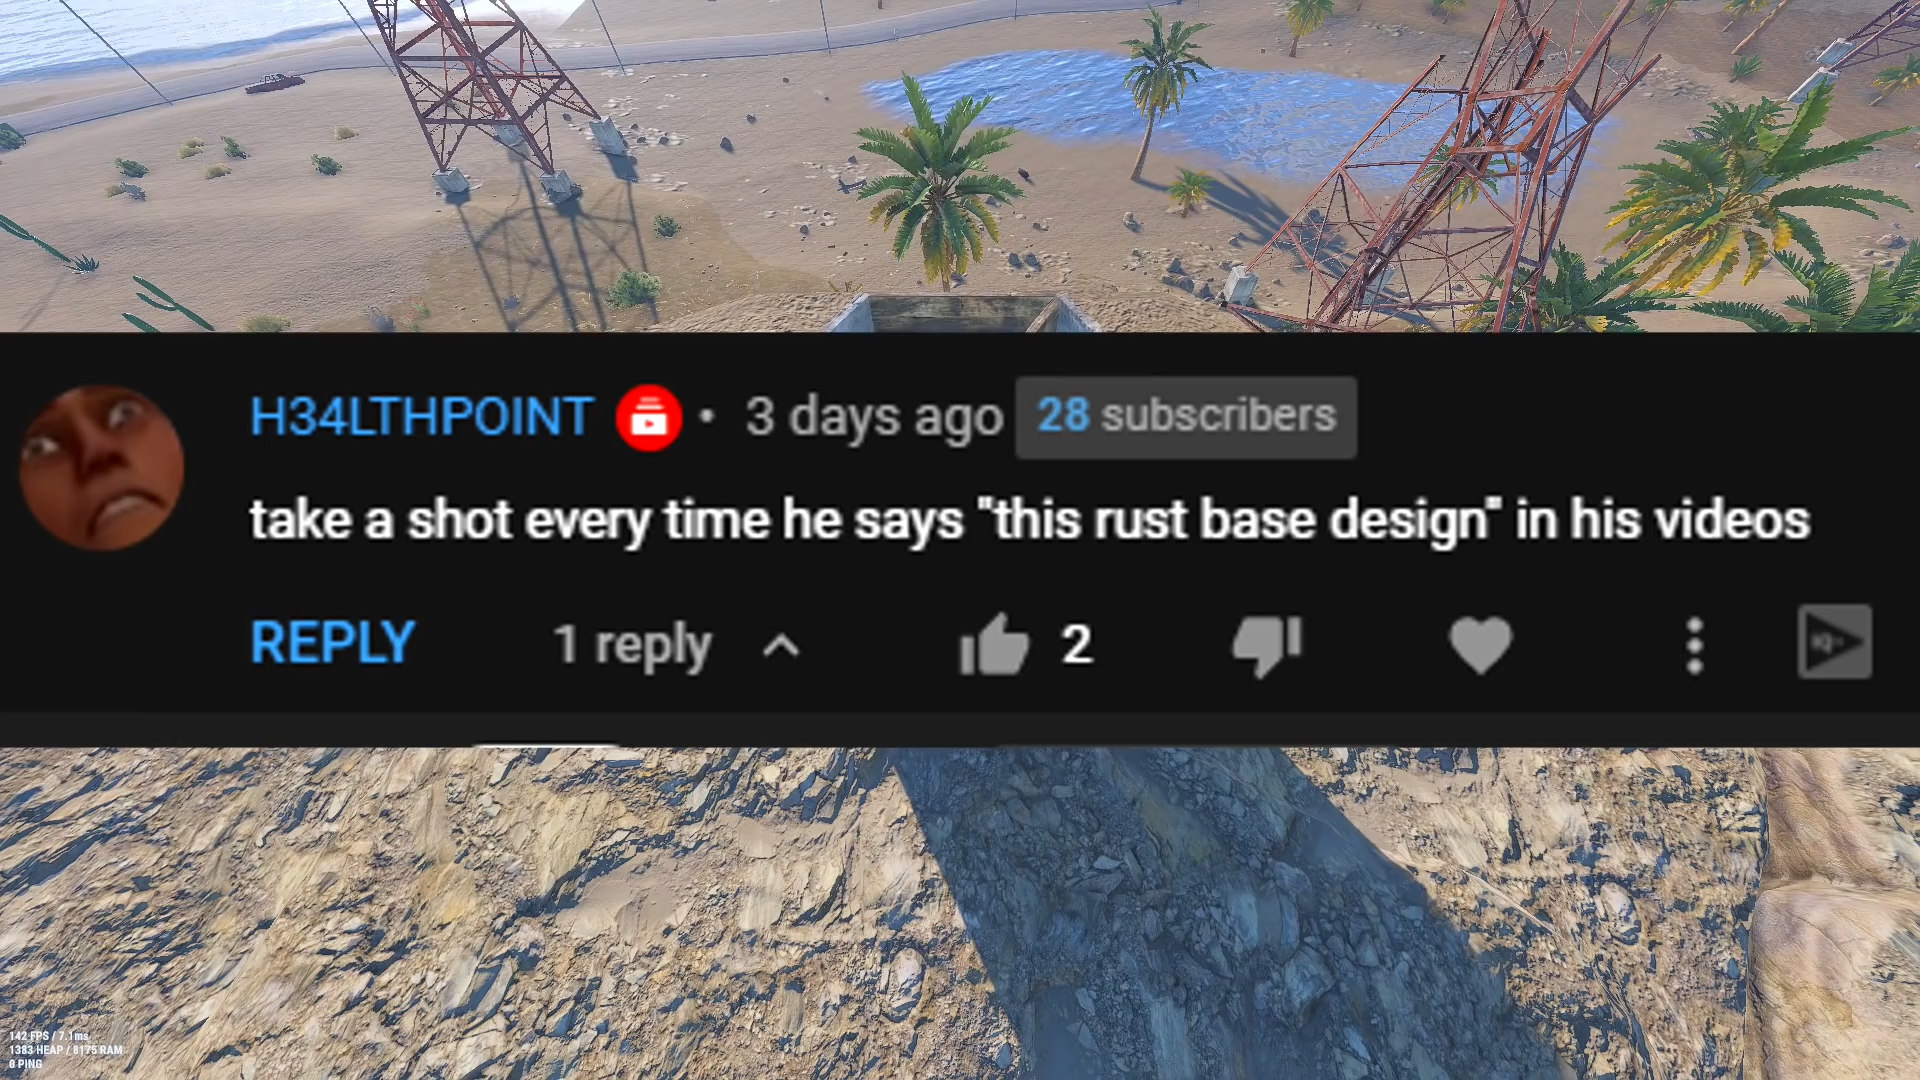 H34LTHPOINT • 3 days ago 28 subscribers
take a shot every time he says "this rust base design" in his videos
REPLY 1 reply 2
142 FPS / 7.1ms
1383 HEAP / 8175 RAM
0 PING